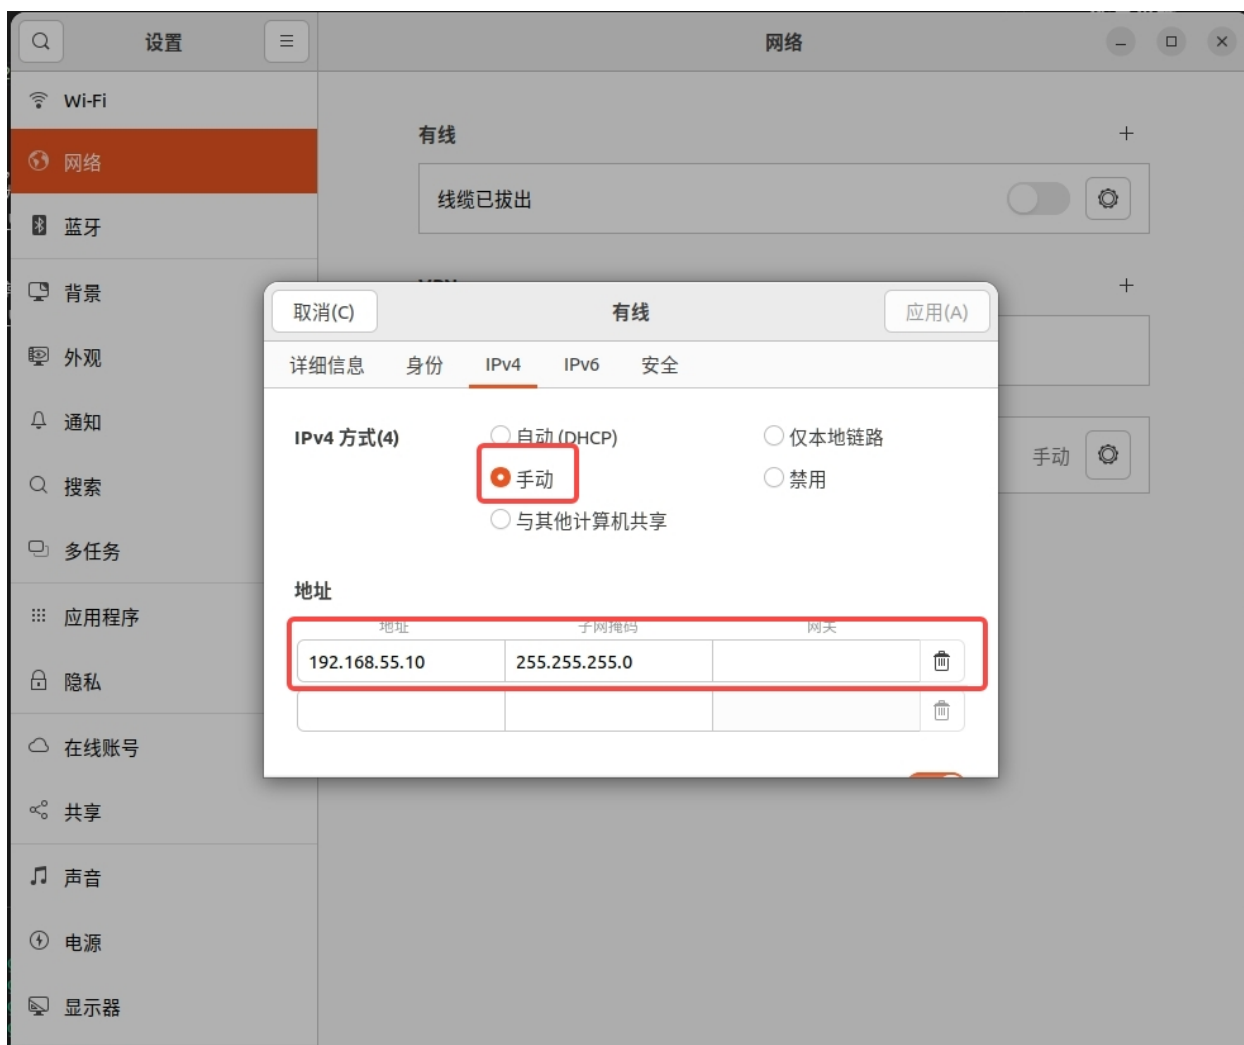 设置
网络
Wi-Fi
网络
蓝牙
背景
外观
通知
搜索
多任务
应用程序
隐私
在线账号
共享
声音
电源
显示器
有线
线缆已拔出
手动
取消(C)
有线
应用(A)
详细信息
身份
IPv4
IPv6
安全
IPv4 方式(4)
自动 (DHCP)
仅本地链路
手动
禁用
与其他计算机共享
地址
地址
子网掩码
网关
192.168.55.10
255.255.255.0